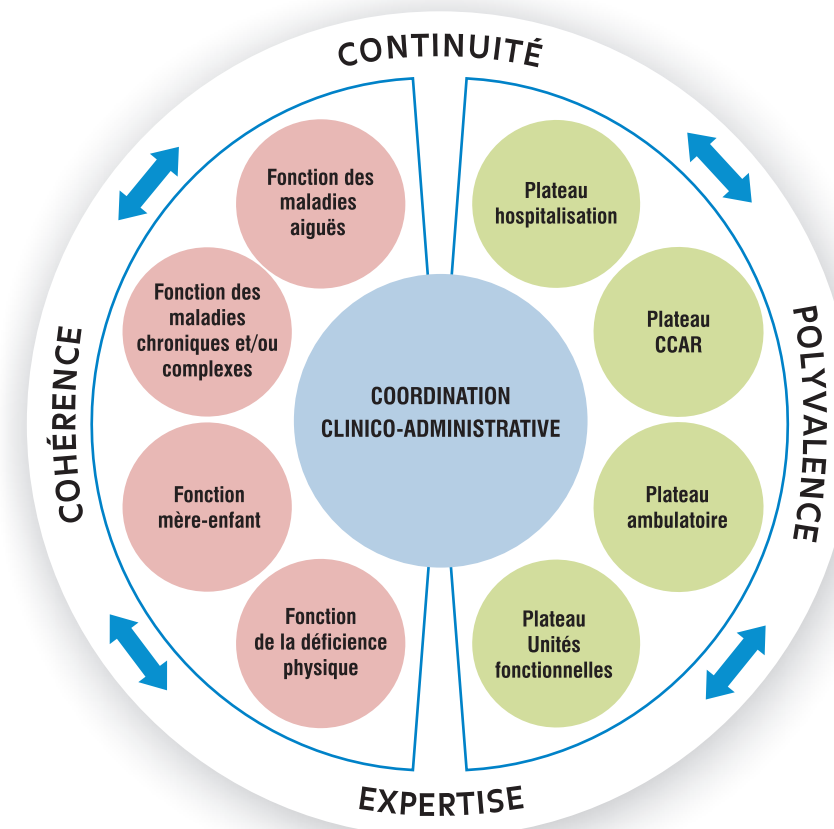 CONTINUITÉ
Fonction des
maladies
aiguës
Fonction des
maladies
chroniques et/ou
complexes
Fonction
mère-enfant
Fonction
de la déficience
physique
COHÉRENCE
COORDINATION
CLINICO-ADMINISTRATIVE
Plateau
hospitalisation
Plateau
CCAR
Plateau
ambulatoire
Plateau
Unités
fonctionnelles
POLYVALENCE
EXPERTISE